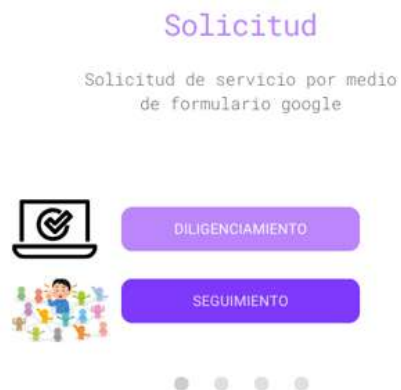 Solicitud
Solicitud de servicio por medio
de formulario google
DILIGENCIAMIENTO
SEGUIMIENTO